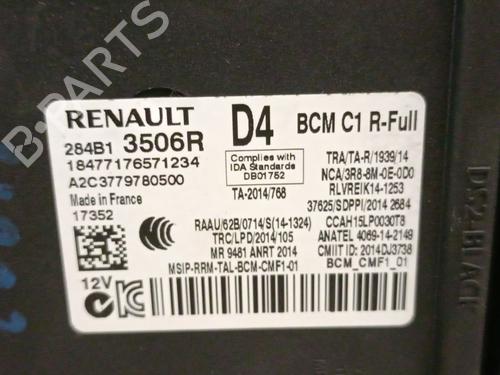 B-PARTS
RENAULT
284B1 3506R
18477176571234
A2C3779780500
Made in France
17352
D4
BCM C1 R-Full
Complies with
IDA Standards
DB01752
TA-2014/768
TRA/TA-R/1939/14
NCA/3R8-8M-0E-0D0
RLVREIK14-1253
37625/SDPPI/2014 2684
RAAU/62B/0714/S(14-1324)
CCAH15LP0030T8
TRC/LPD/2014/105
ANATEL 4069-14-2149
MR 9481 ANRT 2014
CMIIT ID: 2014DJ3738
MSIP-RRM-TAL-BCM-CMF1-01
BCM_CMF1_01
12V
DS2-BLACK